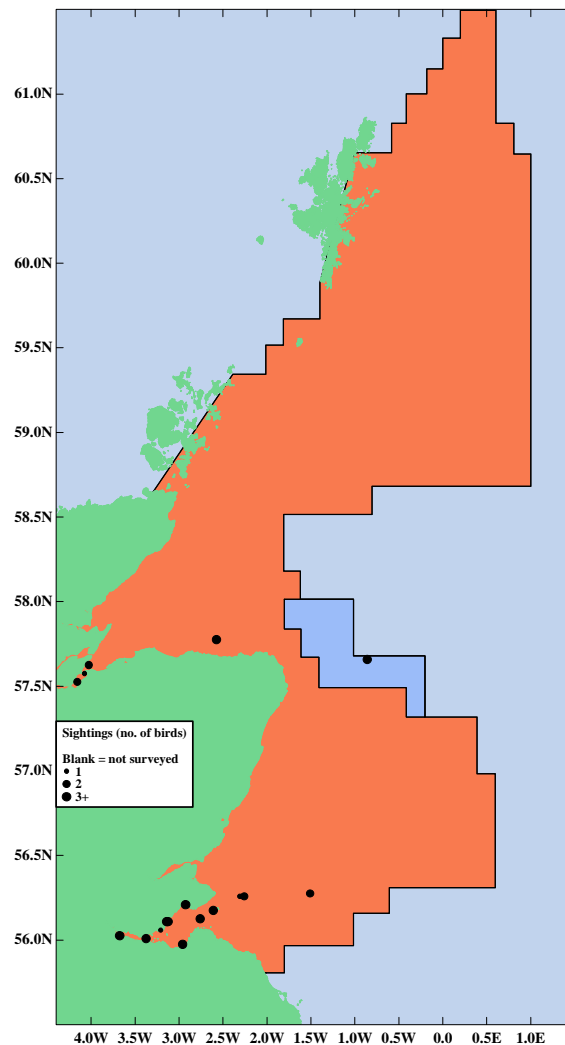 61.0N
60.5N
60.0N
59.5N
59.0N
58.5N
58.0N
57.5N
Sightings (no. of birds)
Blank = not surveyed
1
2
3+
57.0N
56.5N
56.0N
4.0W 3.5W 3.0W 2.5W 2.0W 1.5W 1.0W 0.5W 0.0 0.5E 1.0E